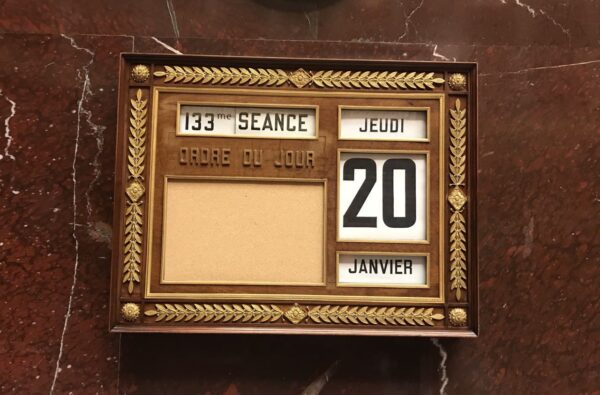 133me SEANCE
ORDRE DU JOUR
JEUDI
20
JANVIER